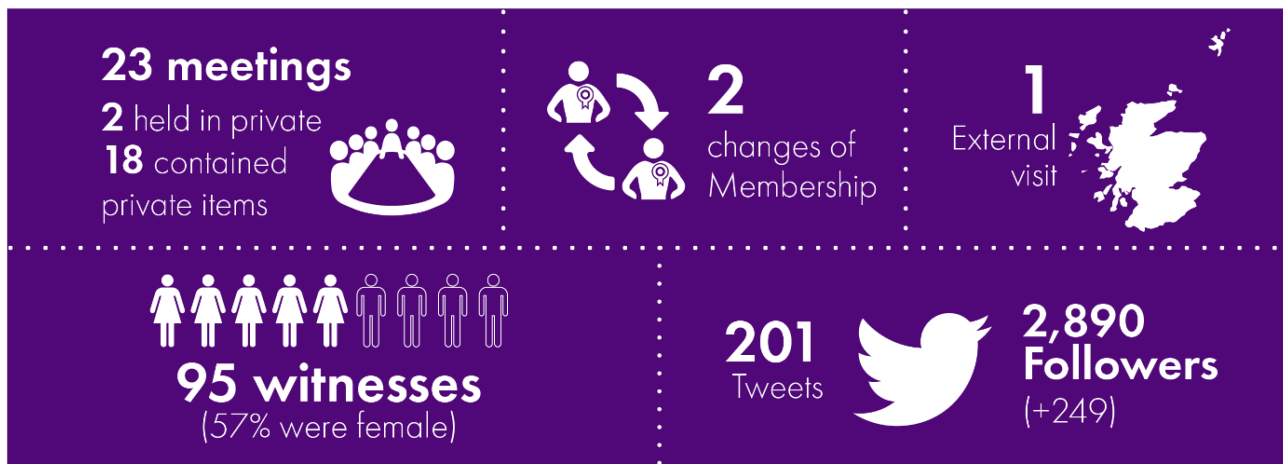 23 meetings
2 held in private
18 contained
private items
2
changes of
Membership
1
External
visit
95 witnesses
(57% were female)
201
Tweets
2,890
Followers
(+249)